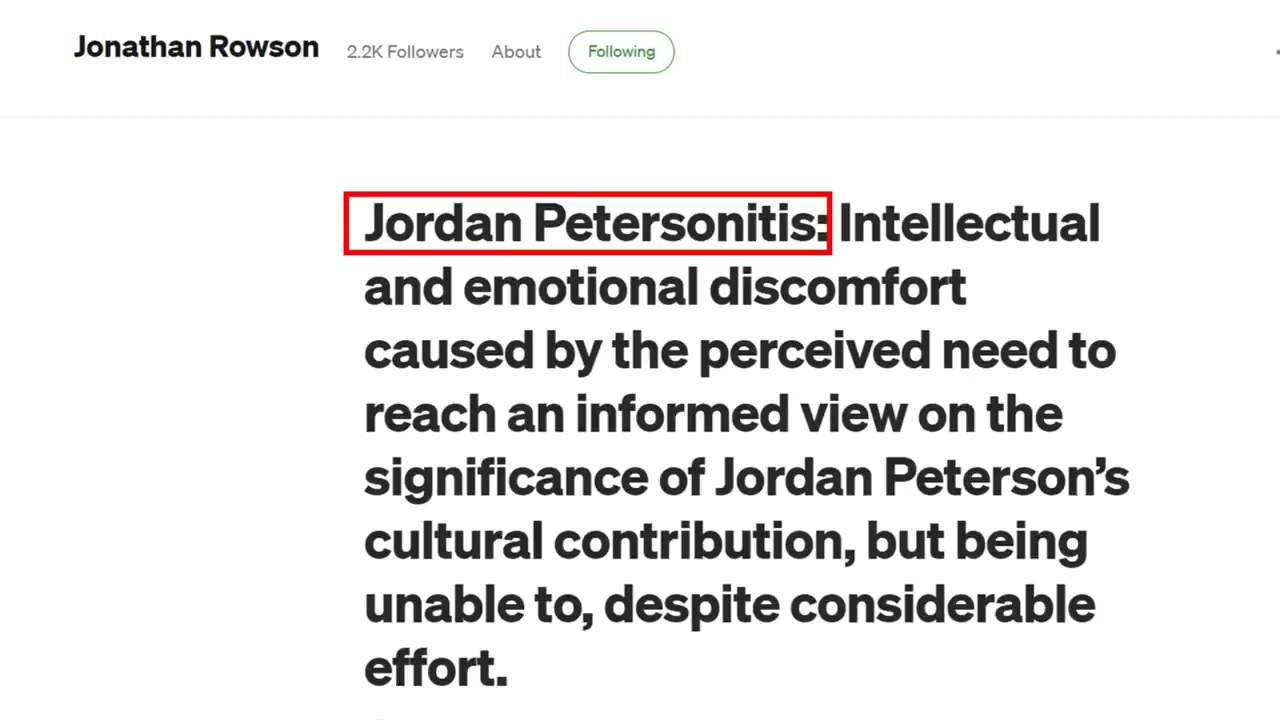 Jonathan Rowson 2.2K Followers About Following
Jordan Petersonitis: Intellectual
and emotional discomfort
caused by the perceived need to
reach an informed view on the
significance of Jordan Peterson’s
cultural contribution, but being
unable to, despite considerable
effort.